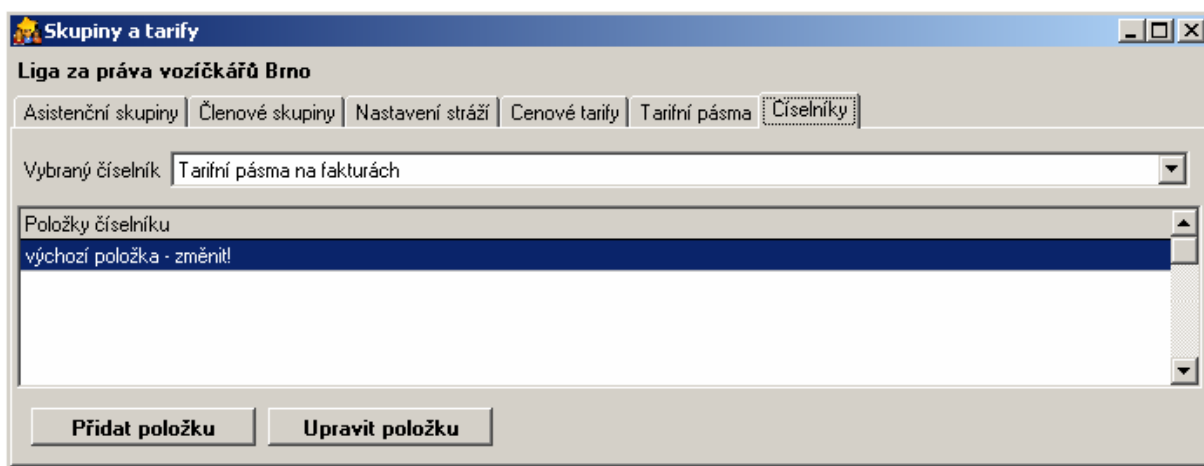 Skupiny a tarify
Liga za práva vozíčkářů Brno
Asistenční skupiny Členové skupiny Nastavení stráží Cenové tarify Tarifní pásma Číselníky
Vybraný číselník Tarifní pásma na fakturách
Položky číselníku
výchozí položka - změnit!
Přidat položku Upravit položku